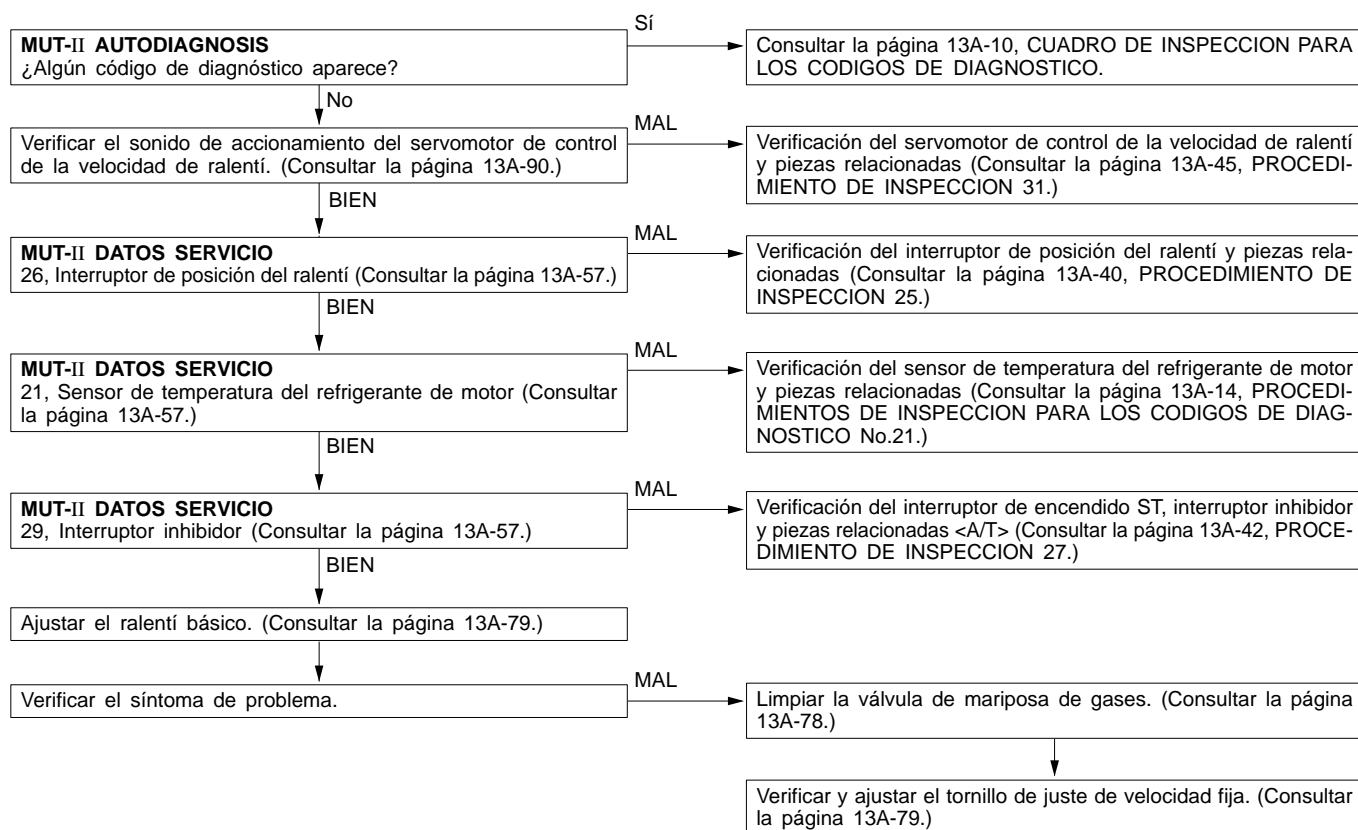 Sí
MUT-II AUTODIAGNOSIS
¿Algún código de diagnóstico aparece?
Consultar la página 13A-10, CUADRO DE INSPECCION PARA
LOS CODIGOS DE DIAGNOSTICO.
No
Verificar el sonido de accionamiento del servomotor de control
de la velocidad de ralentí. (Consultar la página 13A-90.)
MAL
Verificación del servomotor de control de la velocidad de ralentí
y piezas relacionadas (Consultar la página 13A-45, PROCEDI-
MIENTO DE INSPECCION 31.)
BIEN
MUT-II DATOS SERVICIO
26, Interruptor de posición del ralentí (Consultar la página 13A-57.)
MAL
Verificación del interruptor de posición del ralentí y piezas rela-
cionadas (Consultar la página 13A-40, PROCEDIMIENTO DE
INSPECCION 25.)
BIEN
MUT-II DATOS SERVICIO
21, Sensor de temperatura del refrigerante de motor (Consultar
la página 13A-57.)
MAL
Verificación del sensor de temperatura del refrigerante de motor
y piezas relacionadas (Consultar la página 13A-14, PROCEDI-
MIENTOS DE INSPECCION PARA LOS CODIGOS DE DIAG-
NOSTICO No.21.)
BIEN
MUT-II DATOS SERVICIO
29, Interruptor inhibidor (Consultar la página 13A-57.)
MAL
Verificación del interruptor de encendido ST, interruptor inhibidor
y piezas relacionadas <A/T> (Consultar la página 13A-42, PROCE-
DIMIENTO DE INSPECCION 27.)
BIEN
Ajustar el ralentí básico. (Consultar la página 13A-79.)
Verificar el síntoma de problema.
MAL
Limpiar la válvula de mariposa de gases. (Consultar la página
13A-78.)
Verificar y ajustar el tornillo de juste de velocidad fija. (Consultar
la página 13A-79.)